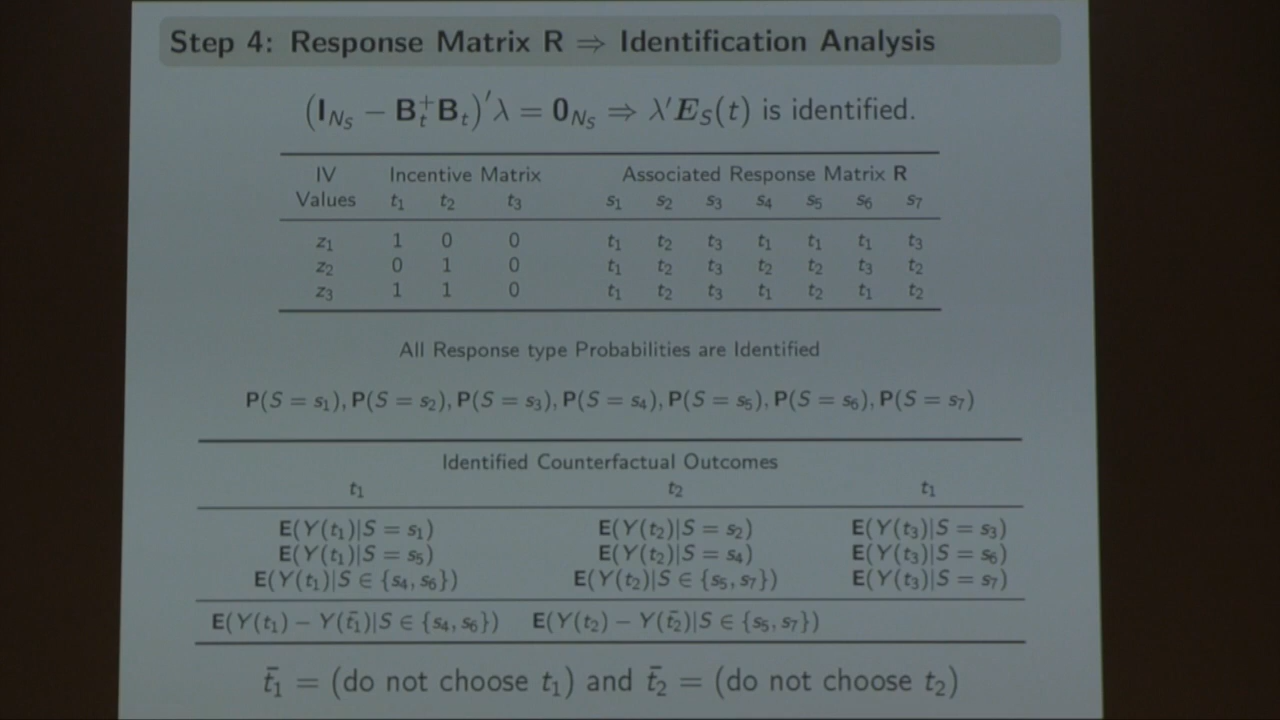 Step 4: Response Matrix R ⇒ Identification Analysis
(I_{N_S} − B_t^+ B_t)′λ = 0_{N_S} ⇒ λ′E_S(t) is identified.
IV Incentive Matrix Associated Response Matrix R
Values t₁ t₂ t₃ s₁ s₂ s₃ s₄ s₅ s₆ s₇
z₁ 1 0 0 t₁ t₂ t₃ t₁ t₁ t₁ t₃
z₂ 0 1 0 t₁ t₂ t₃ t₂ t₂ t₃ t₂
z₃ 1 1 0 t₁ t₂ t₃ t₁ t₂ t₁ t₂
All Response type Probabilities are Identified
P(S = s₁), P(S = s₂), P(S = s₃), P(S = s₄), P(S = s₅), P(S = s₆), P(S = s₇)
Identified Counterfactual Outcomes
t₁ t₂ t₁
E(Y(t₁)|S = s₁) E(Y(t₂)|S = s₂) E(Y(t₃)|S = s₃)
E(Y(t₁)|S = s₅) E(Y(t₂)|S = s₄) E(Y(t₃)|S = s₆)
E(Y(t₁)|S ∈ {s₄, s₆}) E(Y(t₂)|S ∈ {s₅, s₇}) E(Y(t₃)|S = s₇)
E(Y(t₁) − Y(t̄₁)|S ∈ {s₄, s₆}) E(Y(t₂) − Y(t̄₂)|S ∈ {s₅, s₇})
t̄₁ = (do not choose t₁) and t̄₂ = (do not choose t₂)